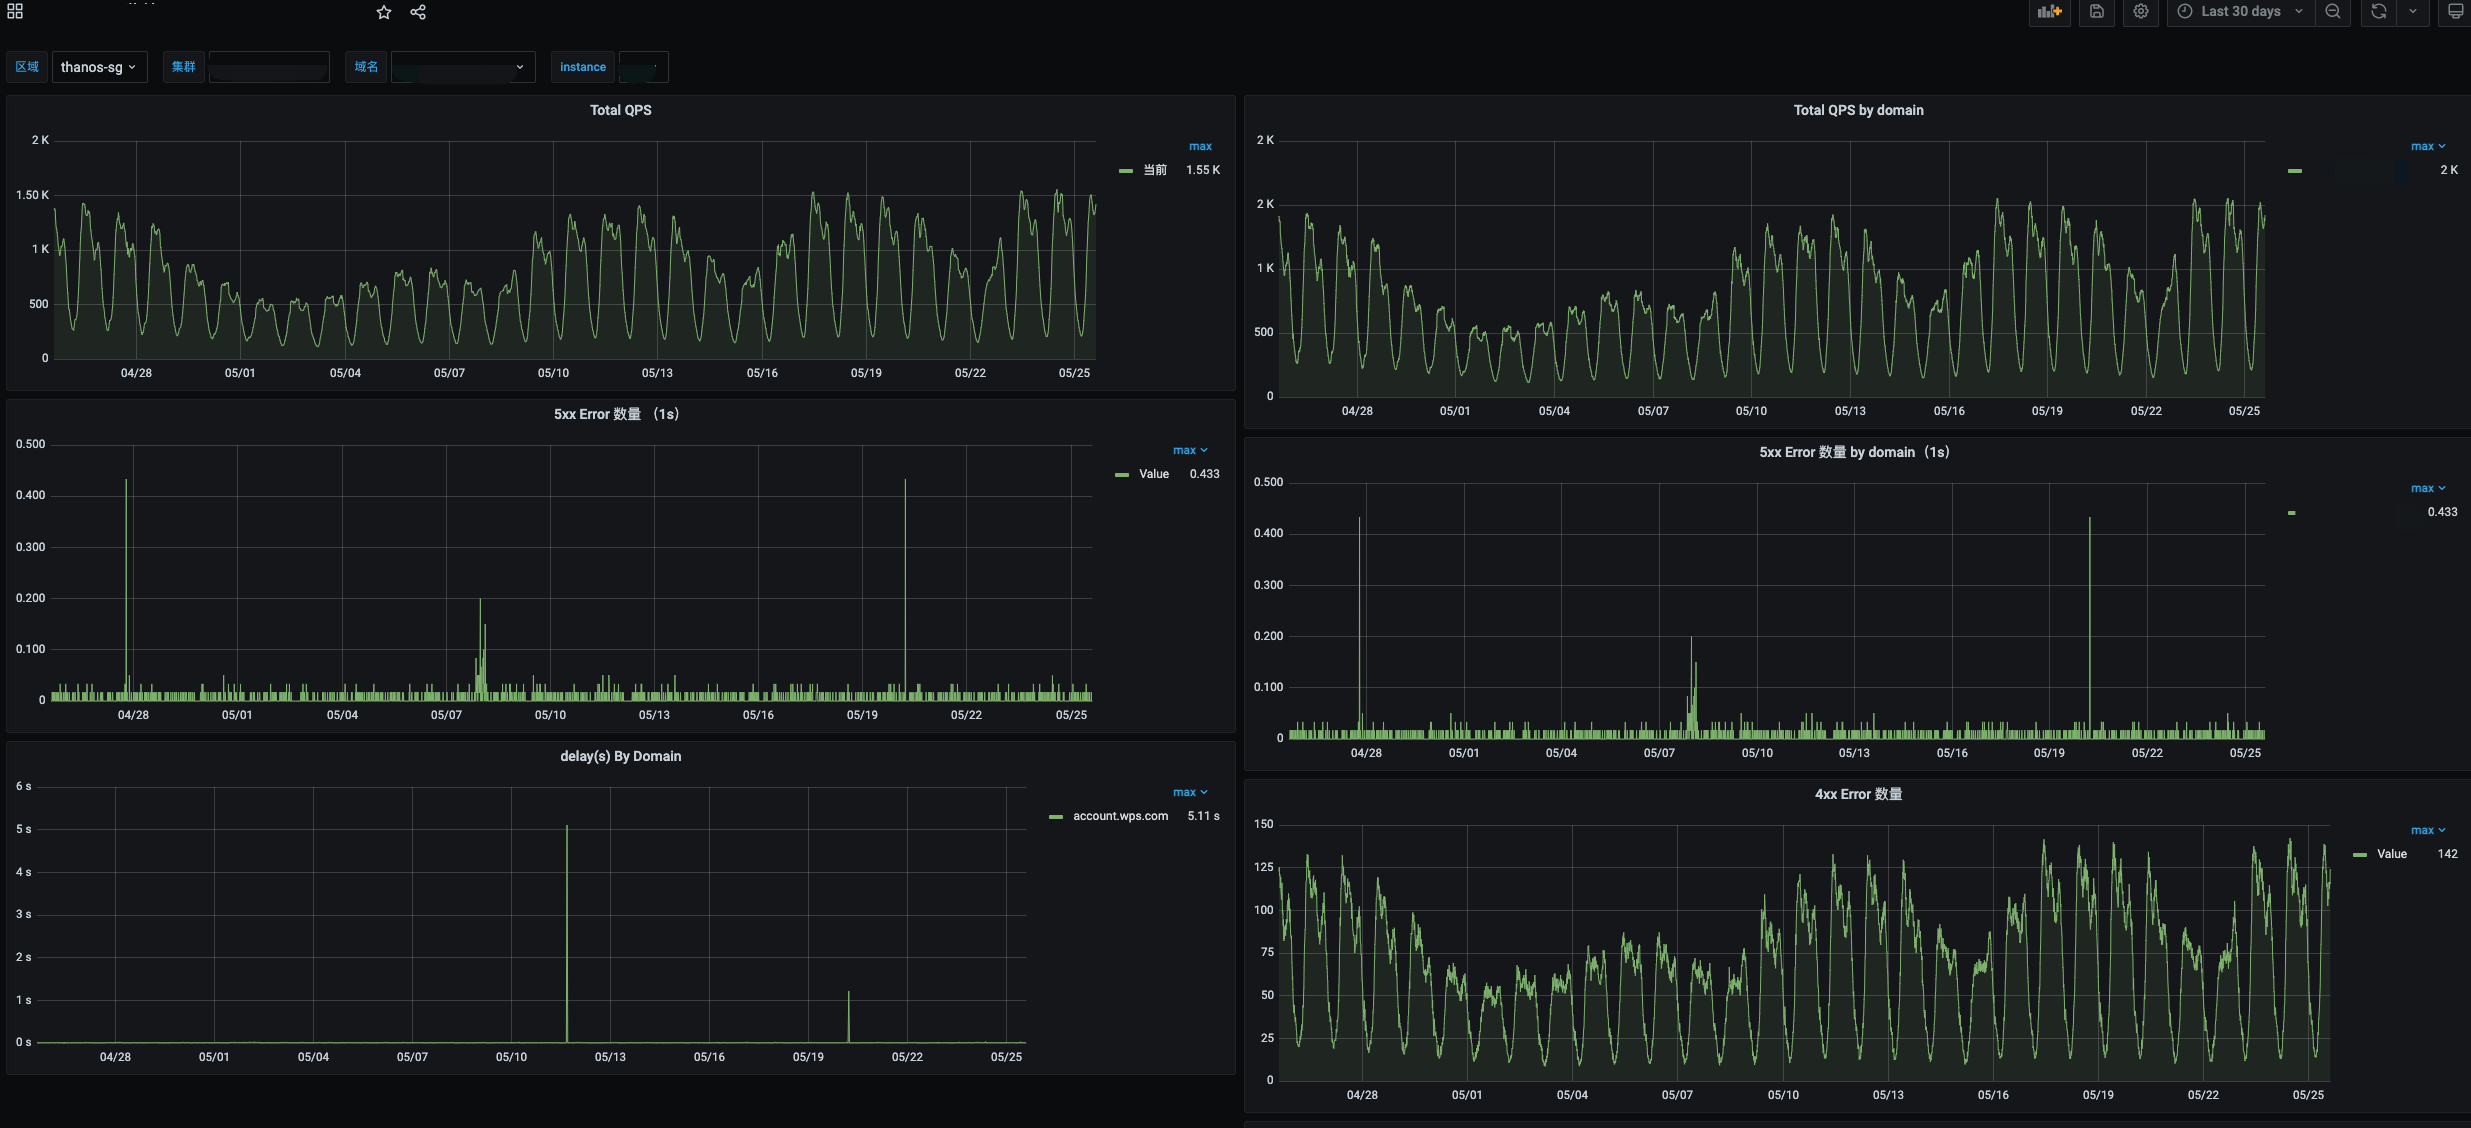 Last 30 days
区域 thanos-sg 集群 域名 instance
Total QPS
max
当前 1.55 K
2 K
1.50 K
1 K
500
0
04/28 05/01 05/04 05/07 05/10 05/13 05/16 05/19 05/22 05/25
Total QPS by domain
max
2 K
2 K
2 K
1 K
500
0
04/28 05/01 05/04 05/07 05/10 05/13 05/16 05/19 05/22 05/25
5xx Error 数量 （1s）
max
Value 0.433
0.500
0.400
0.300
0.200
0.100
0
04/28 05/01 05/04 05/07 05/10 05/13 05/16 05/19 05/22 05/25
5xx Error 数量 by domain（1s）
max
0.433
0.500
0.400
0.300
0.200
0.100
0
04/28 05/01 05/04 05/07 05/10 05/13 05/16 05/19 05/22 05/25
delay(s) By Domain
max
account.wps.com 5.11 s
6 s
5 s
4 s
3 s
2 s
1 s
0 s
04/28 05/01 05/04 05/07 05/10 05/13 05/16 05/19 05/22 05/25
4xx Error 数量
max
Value 142
150
125
100
75
50
25
0
04/28 05/01 05/04 05/07 05/10 05/13 05/16 05/19 05/22 05/25